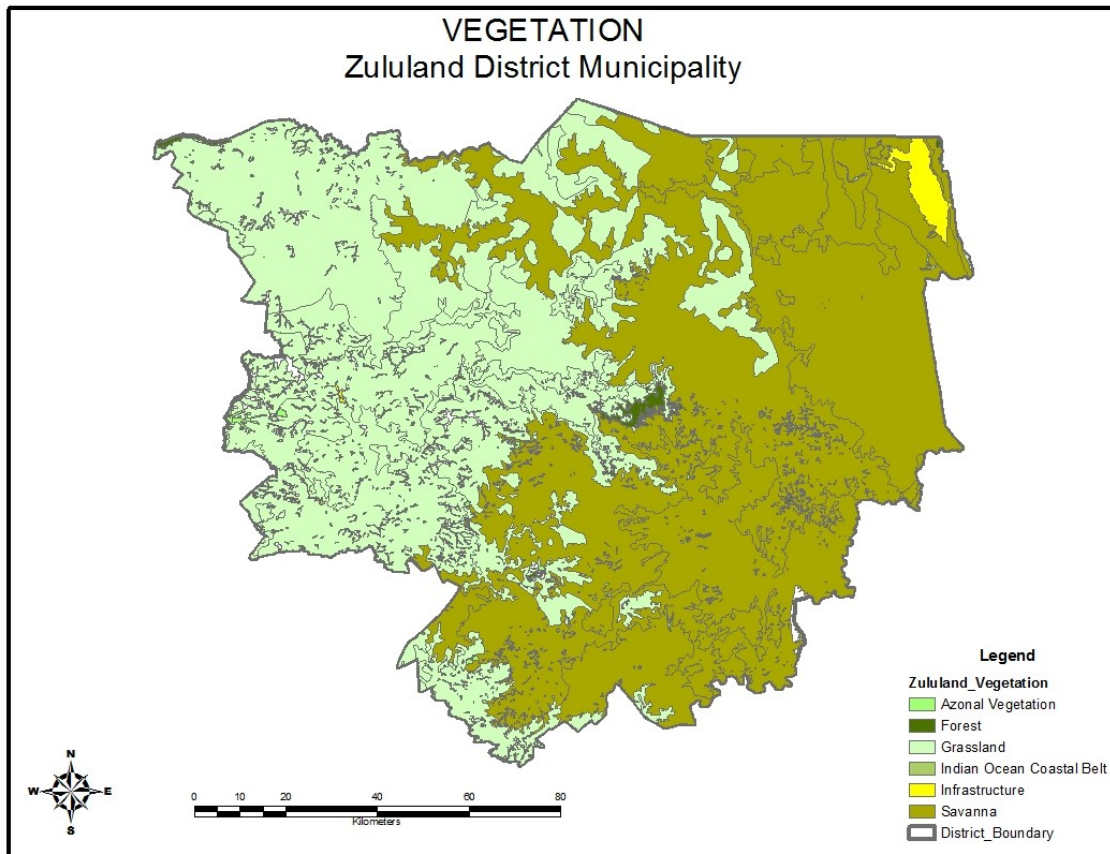 VEGETATION
Zululand District Municipality
Legend
Zululand_Vegetation
Azonal Vegetation
Forest
Grassland
Indian Ocean Coastal Belt
Infrastructure
Savanna
District_Boundary
N
W E
S
0 10 20 40 60 80
Kilometers